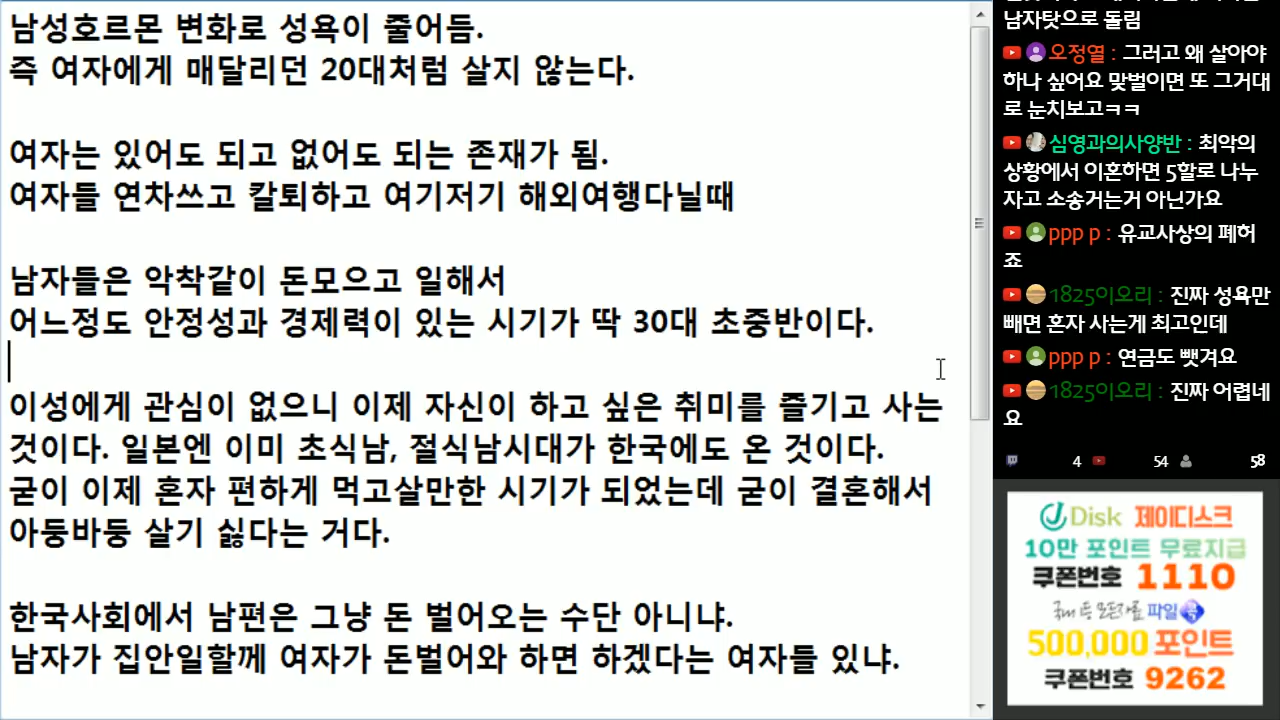 남성호르몬 변화로 성욕이 줄어듬.
즉 여자에게 매달리던 20대처럼 살지 않는다.
여자는 있어도 되고 없어도 되는 존재가 됨.
여자들 연차쓰고 칼퇴하고 여기저기 해외여행다닐때
남자들은 악착같이 돈모으고 일해서
어느정도 안정성과 경제력이 있는 시기가 딱 30대 초중반이다.
이성에게 관심이 없으니 이제 자신이 하고 싶은 취미를 즐기고 사는
것이다. 일본엔 이미 초식남, 절식남시대가 한국에도 온 것이다.
굳이 이제 혼자 편하게 먹고살만한 시기가 되었는데 굳이 결혼해서
아둥바둥 살기 싫다는 거다.
한국사회에서 남편은 그냥 돈 벌어오는 수단 아니냐.
남자가 집안일할께 여자가 돈벌어와 하면 하겠다는 여자들 있냐.
남자탓으로 돌림
오정열 : 그러고 왜 살아야
하나 싶어요 맞벌이면 또 그거대
로 눈치보고ㅋㅋ
심영과의사양반 : 최악의
상황에서 이혼하면 5할로 나누
자고 소송거는거 아닌가요
ppp p : 유교사상의 폐허
죠
1825이오리 : 진짜 성욕만
빼면 혼자 사는게 최고인데
ppp p : 연금도 뺏겨요
1825이오리 : 진짜 어렵네
요
4 54 58
Disk 제이디스크
10만 포인트 무료지급
쿠폰번호 1110
파일
500,000 포인트
쿠폰번호 9262